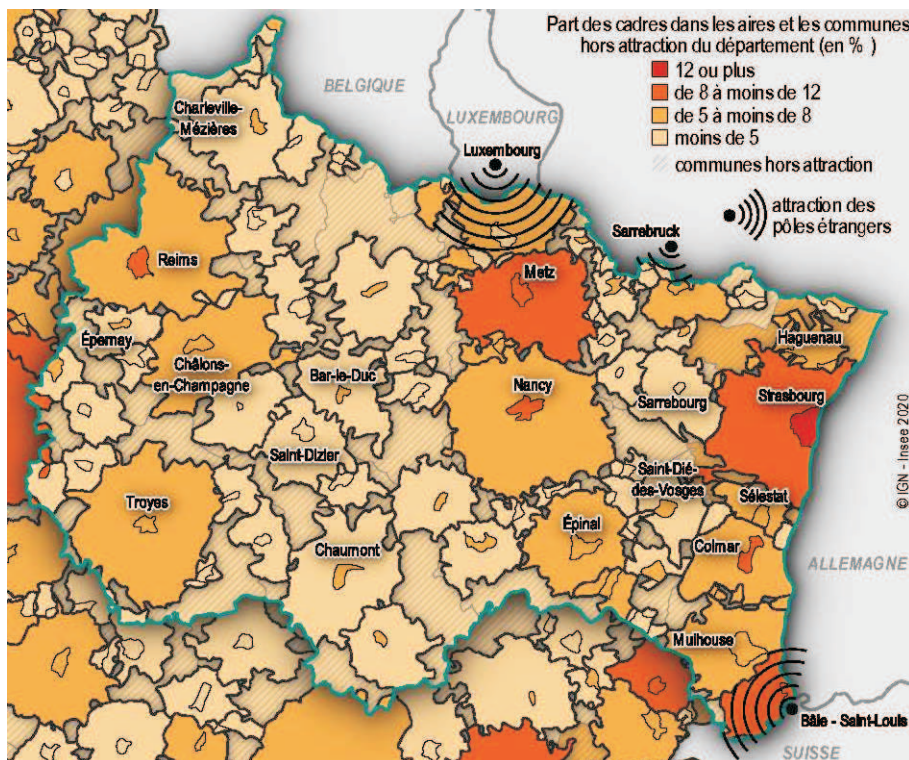 Part des cadres dans les aires et les communes
hors attraction du département (en % )
12 ou plus
de 8 à moins de 12
de 5 à moins de 8
moins de 5
communes hors attraction
attraction des
pôles étrangers
BELGIQUE
LUXEMBOURG
Luxembourg
Charleville-
Mézières
Sarrebruck
Reims
Metz
Épernay
Haguenau
Châlons-
en-Champagne
Bar-le-Duc
Nancy
Sarrebourg
Strasbourg
Saint-Dizier
Saint-Dié-
des-Vosges
Sélestat
Troyes
Épinal
Chaumont
Colmar
ALLEMAGNE
Mulhouse
Bâle - Saint-Louis
SUISSE
© IGN - Insee 2020